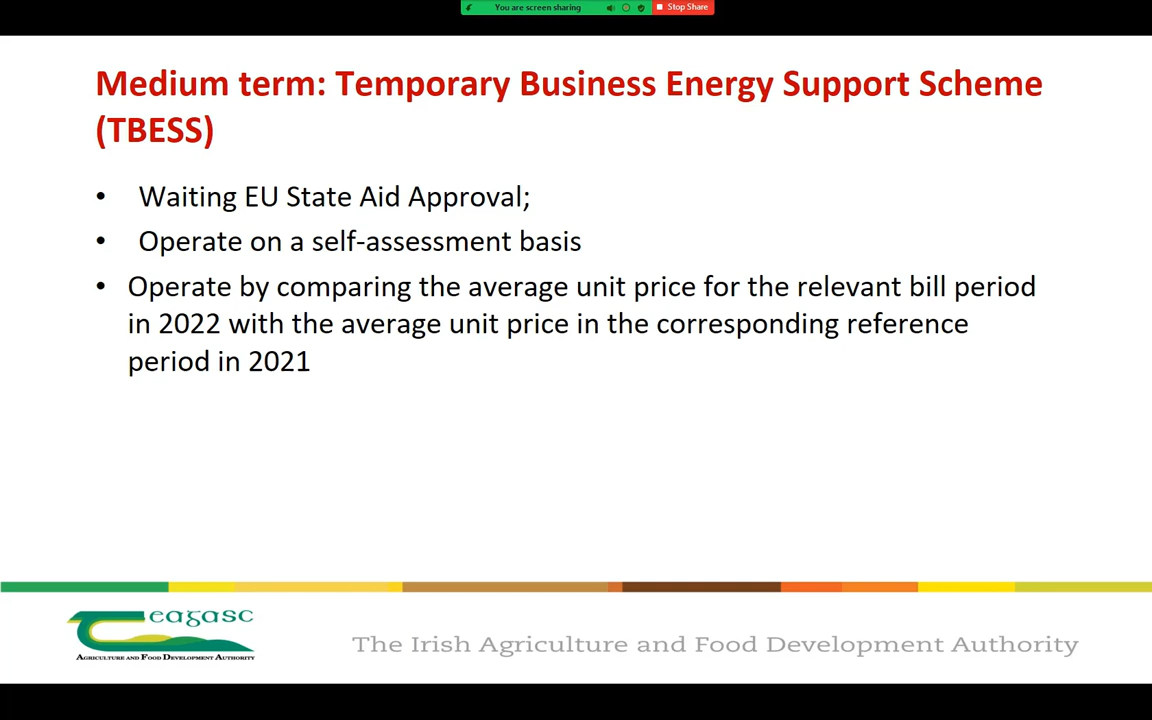 You are screen sharing
Stop Share
Medium term: Temporary Business Energy Support Scheme
(TBESS)
• Waiting EU State Aid Approval;
• Operate on a self-assessment basis
• Operate by comparing the average unit price for the relevant bill period
in 2022 with the average unit price in the corresponding reference
period in 2021
eagasc
AGRICULTURE AND FOOD DEVELOPMENT AUTHORITY
The Irish Agriculture and Food Development Authority